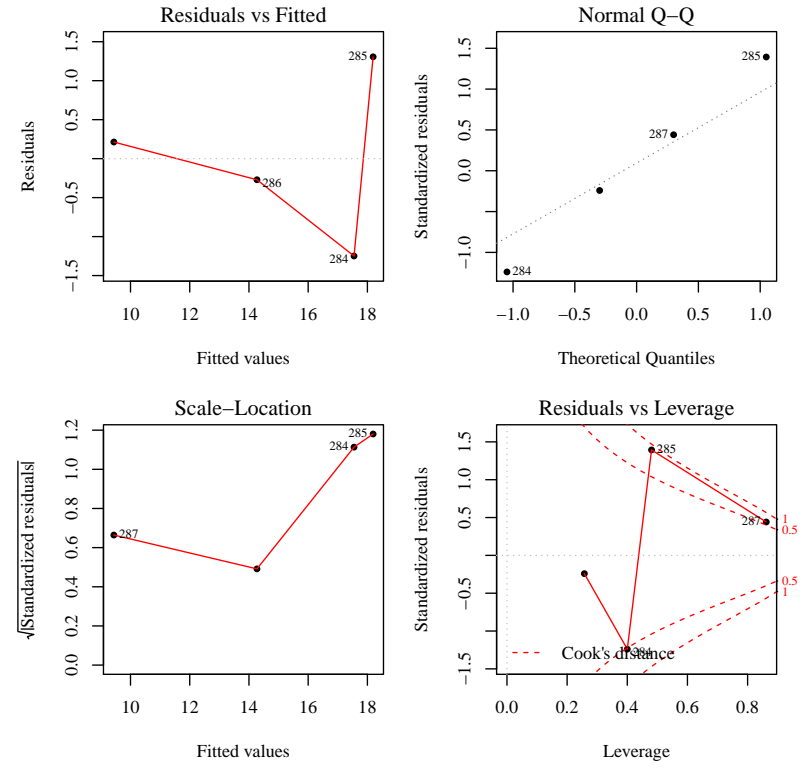 Residuals vs Fitted
Residuals
1.5
0.5
−0.5
−1.5
285
286
284
10 12 14 16 18
Fitted values
Normal Q−Q
Standardized residuals
1.5
1.0
0.5
0.0
−1.0
285
287
284
−1.0 −0.5 0.0 0.5 1.0
Theoretical Quantiles
Scale−Location
√|Standardized residuals|
1.2
1.0
0.8
0.6
0.4
0.2
0.0
285
284
287
10 12 14 16 18
Fitted values
Residuals vs Leverage
Standardized residuals
1.5
0.5
−0.5
−1.5
285
287
284
1
0.5
0.5
1
Cook's distance
0.0 0.2 0.4 0.6 0.8
Leverage